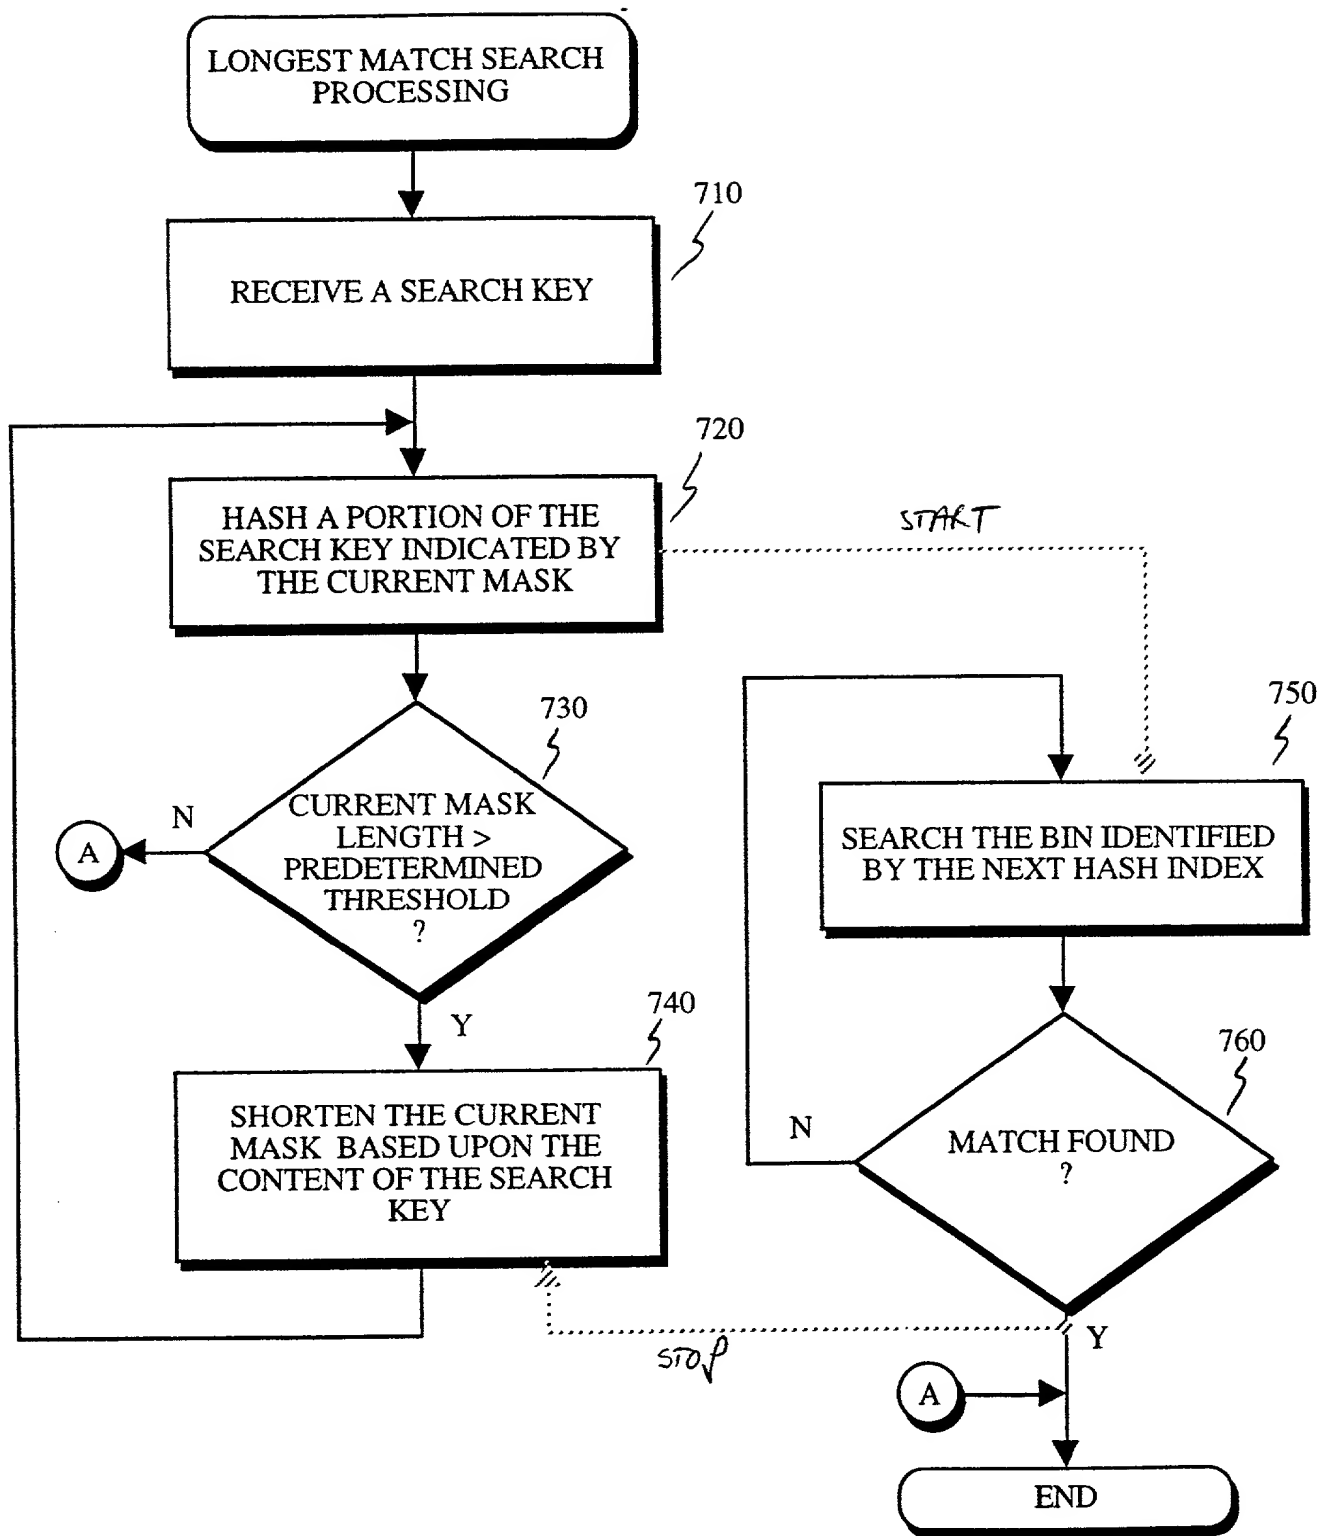 LONGEST MATCH SEARCH
PROCESSING
710
RECEIVE A SEARCH KEY
720
HASH A PORTION OF THE
SEARCH KEY INDICATED BY
THE CURRENT MASK
START
730
CURRENT MASK
LENGTH >
PREDETERMINED
THRESHOLD
?
N
A
Y
740
SHORTEN THE CURRENT
MASK BASED UPON THE
CONTENT OF THE SEARCH
KEY
750
SEARCH THE BIN IDENTIFIED
BY THE NEXT HASH INDEX
760
MATCH FOUND
?
N
Y
STOP
A
END